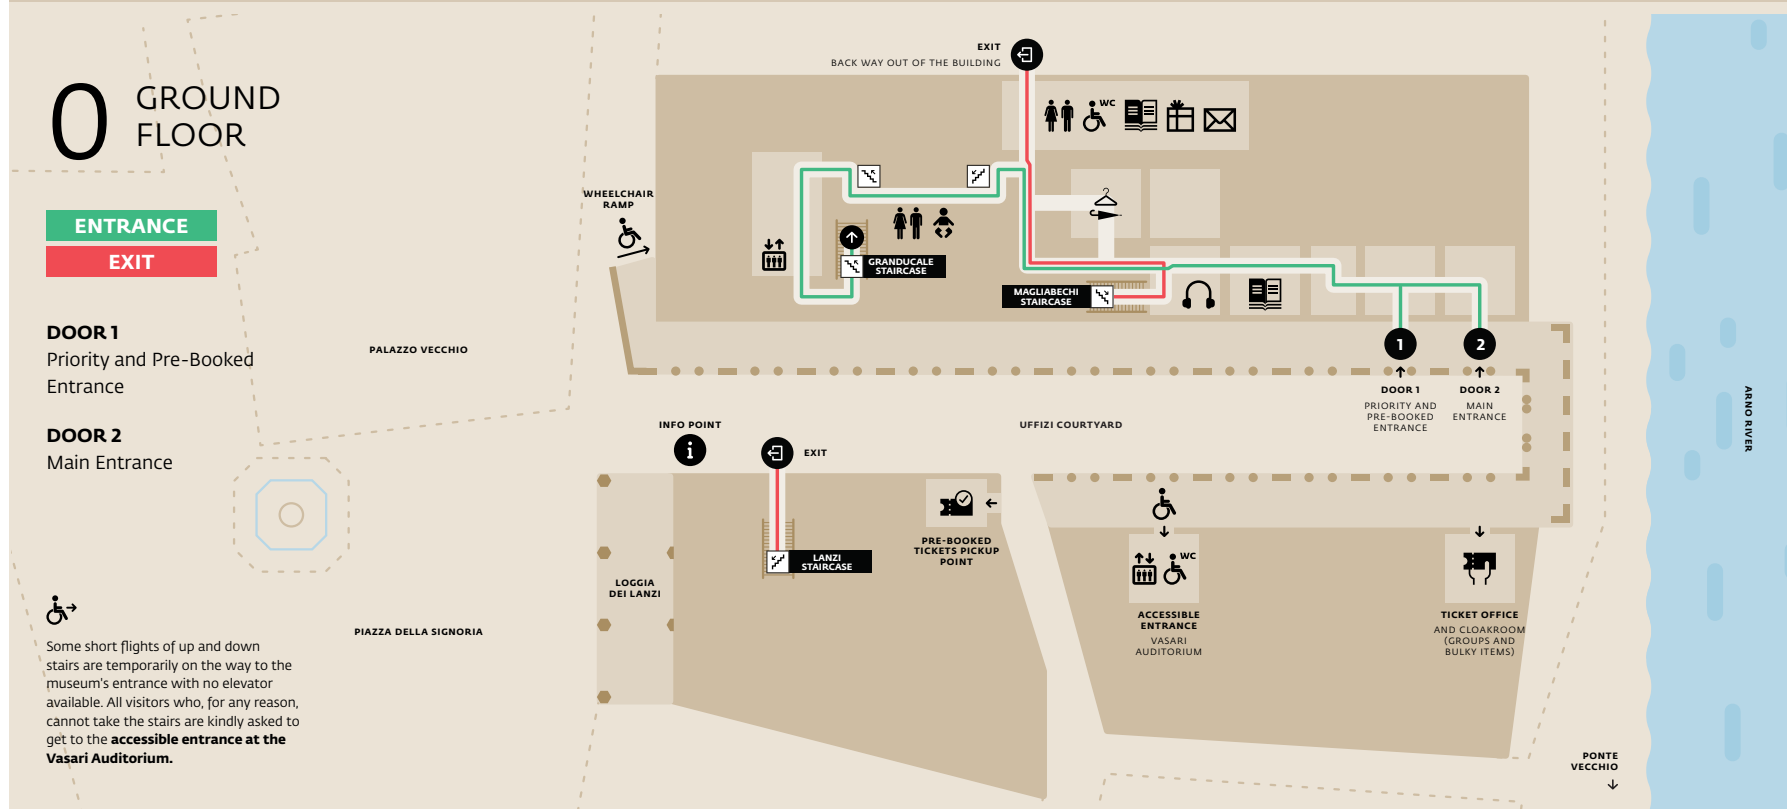 0
GROUND
FLOOR
ENTRANCE
EXIT
DOOR 1
Priority and Pre-Booked
Entrance
DOOR 2
Main Entrance
Some short flights of up and down
stairs are temporarily on the way to the
museum's entrance with no elevator
available. All visitors who, for any reason,
cannot take the stairs are kindly asked to
get to the accessible entrance at the
Vasari Auditorium.
PALAZZO VECCHIO
PIAZZA DELLA SIGNORIA
WHEELCHAIR
RAMP
EXIT
BACK WAY OUT OF THE BUILDING
WC
GRANDUCALE
STAIRCASE
MAGLIABECHI
STAIRCASE
1
2
DOOR 1
PRIORITY AND
PRE-BOOKED
ENTRANCE
DOOR 2
MAIN
ENTRANCE
INFO POINT
i
EXIT
UFFIZI COURTYARD
LANZI
STAIRCASE
LOGGIA
DEI LANZI
PRE-BOOKED
TICKETS PICKUP
POINT
WC
ACCESSIBLE
ENTRANCE
VASARI
AUDITORIUM
TICKET OFFICE
AND CLOAKROOM
(GROUPS AND
BULKY ITEMS)
ARNO RIVER
PONTE
VECCHIO